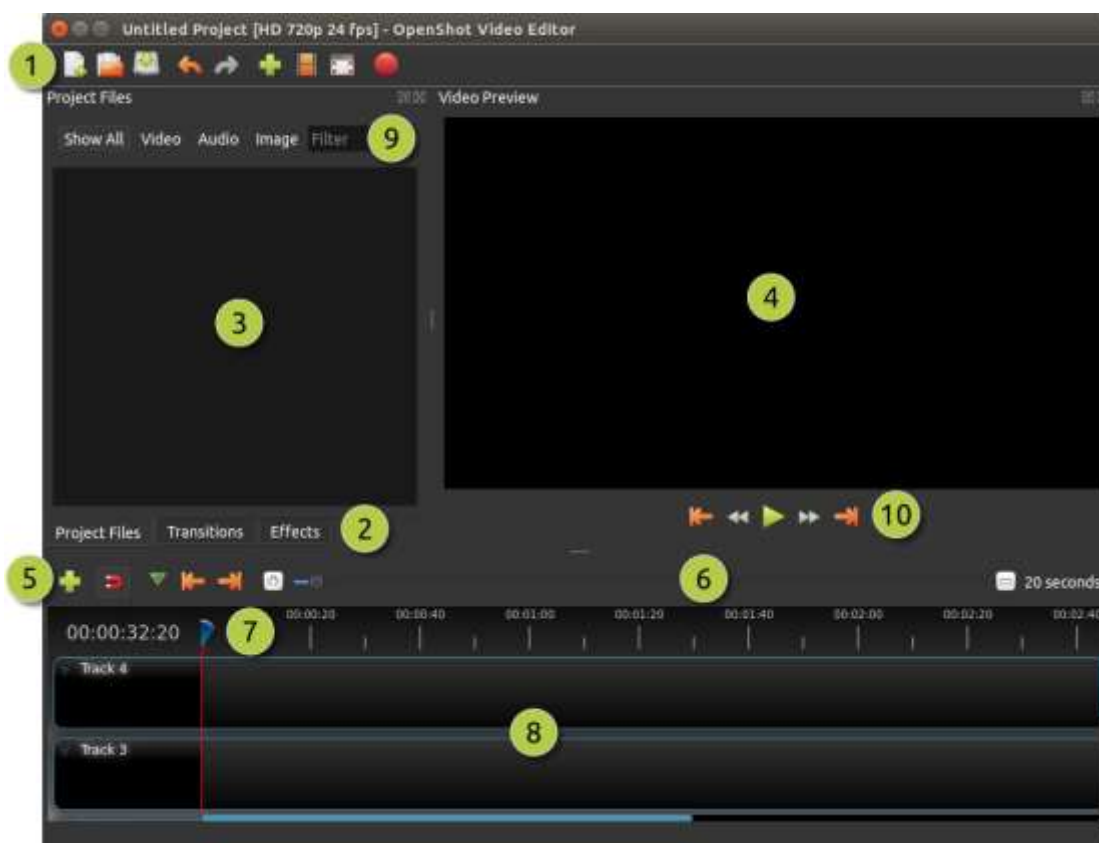 Untitled Project [HD 720p 24 fps] - OpenShot Video Editor
1
Project Files
Video Preview
Show All Video Audio Image Filter 9
3
4
Project Files Transitions Effects 2
10
5
6
20 seconds
00:00:32:20 7
00:00:20 00:00:40 00:01:00 00:01:20 00:01:40 00:02:00 00:02:20 00:02:40
Track 4
8
Track 3